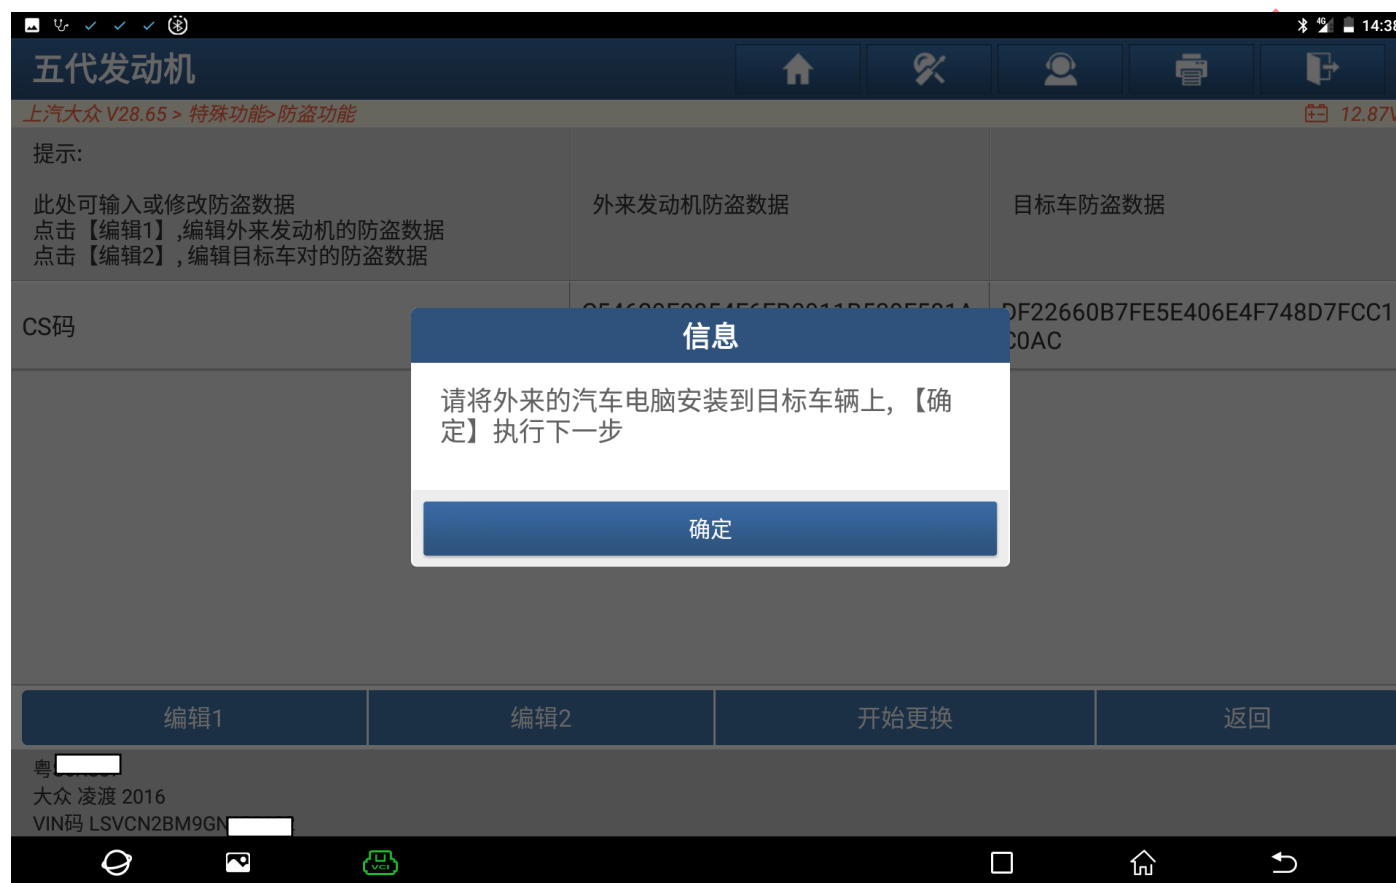 14:38
五代发动机
上汽大众 V28.65 > 特殊功能>防盗功能
12.87V
提示:
此处可输入或修改防盗数据
点击【编辑1】,编辑外来发动机的防盗数据
点击【编辑2】, 编辑目标车对的防盗数据
外来发动机防盗数据
目标车防盗数据
CS码
DF22660B7FE5E406E4F748D7FCC1
C0AC
信息
请将外来的汽车电脑安装到目标车辆上, 【确
定】执行下一步
确定
编辑1
编辑2
开始更换
返回
粤
大众 凌渡 2016
VIN码 LSVCN2BM9GN
VCI